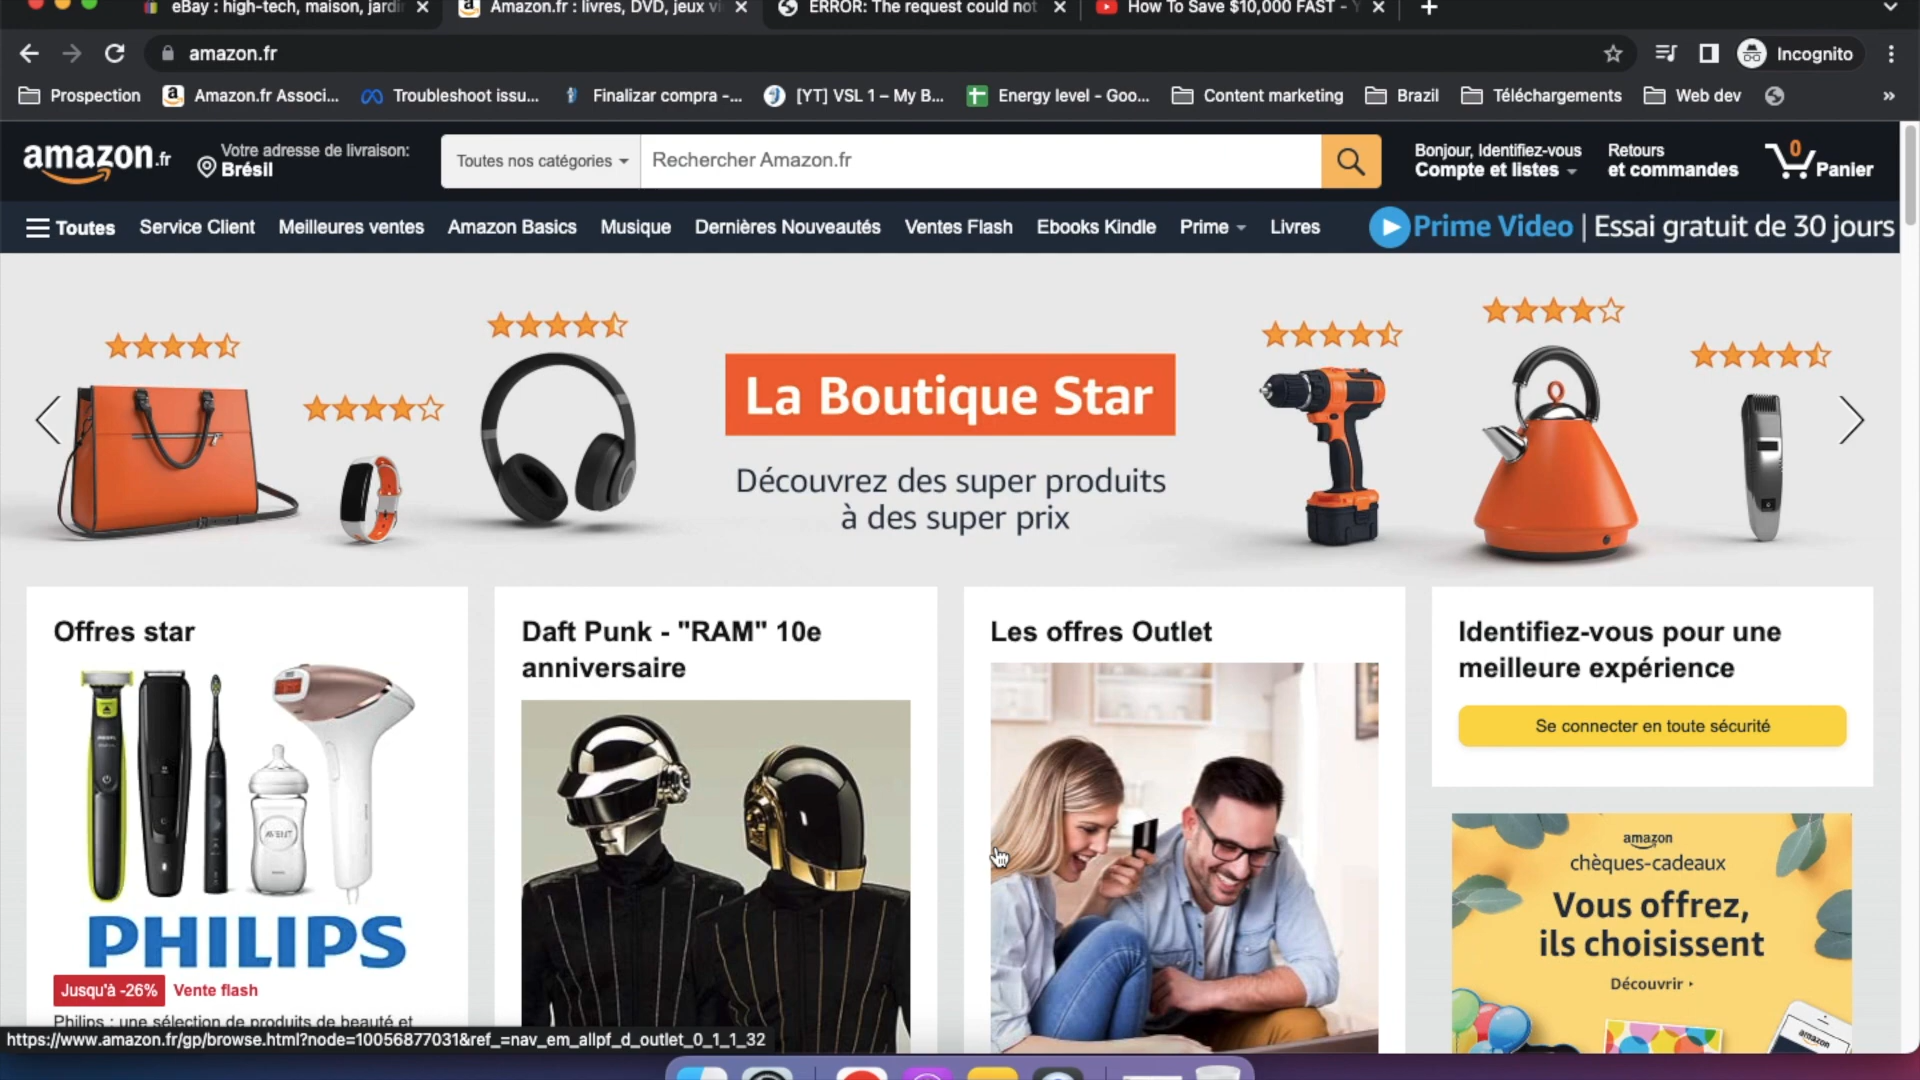 eBay : high-tech, maison, jardi
Amazon.fr : livres, DVD, jeux vi
ERROR: The request could not
How To Save $10,000 FAST - Y
amazon.fr
Incognito
Prospection
Amazon.fr Associ...
Troubleshoot issu...
Finalizar compra -...
[YT] VSL 1 – My B...
Energy level - Goo...
Content marketing
Brazil
Téléchargements
Web dev
amazon.fr
Votre adresse de livraison:
Brésil
Toutes nos catégories
Rechercher Amazon.fr
Bonjour, Identifiez-vous
Compte et listes
Retours
et commandes
0
Panier
Toutes
Service Client
Meilleures ventes
Amazon Basics
Musique
Dernières Nouveautés
Ventes Flash
Ebooks Kindle
Prime
Livres
Prime Video | Essai gratuit de 30 jours
La Boutique Star
Découvrez des super produits
à des super prix
Offres star
AVENT
PHILIPS
Jusqu'à -26%
Vente flash
Philips : une sélection de produits de beauté et
Daft Punk - "RAM" 10e
anniversaire
Les offres Outlet
Identifiez-vous pour une
meilleure expérience
Se connecter en toute sécurité
amazon
chèques-cadeaux
Vous offrez,
ils choisissent
Découvrir
amazon
https://www.amazon.fr/gp/browse.html?node=10056877031&ref_=nav_em_allpf_d_outlet_0_1_1_32